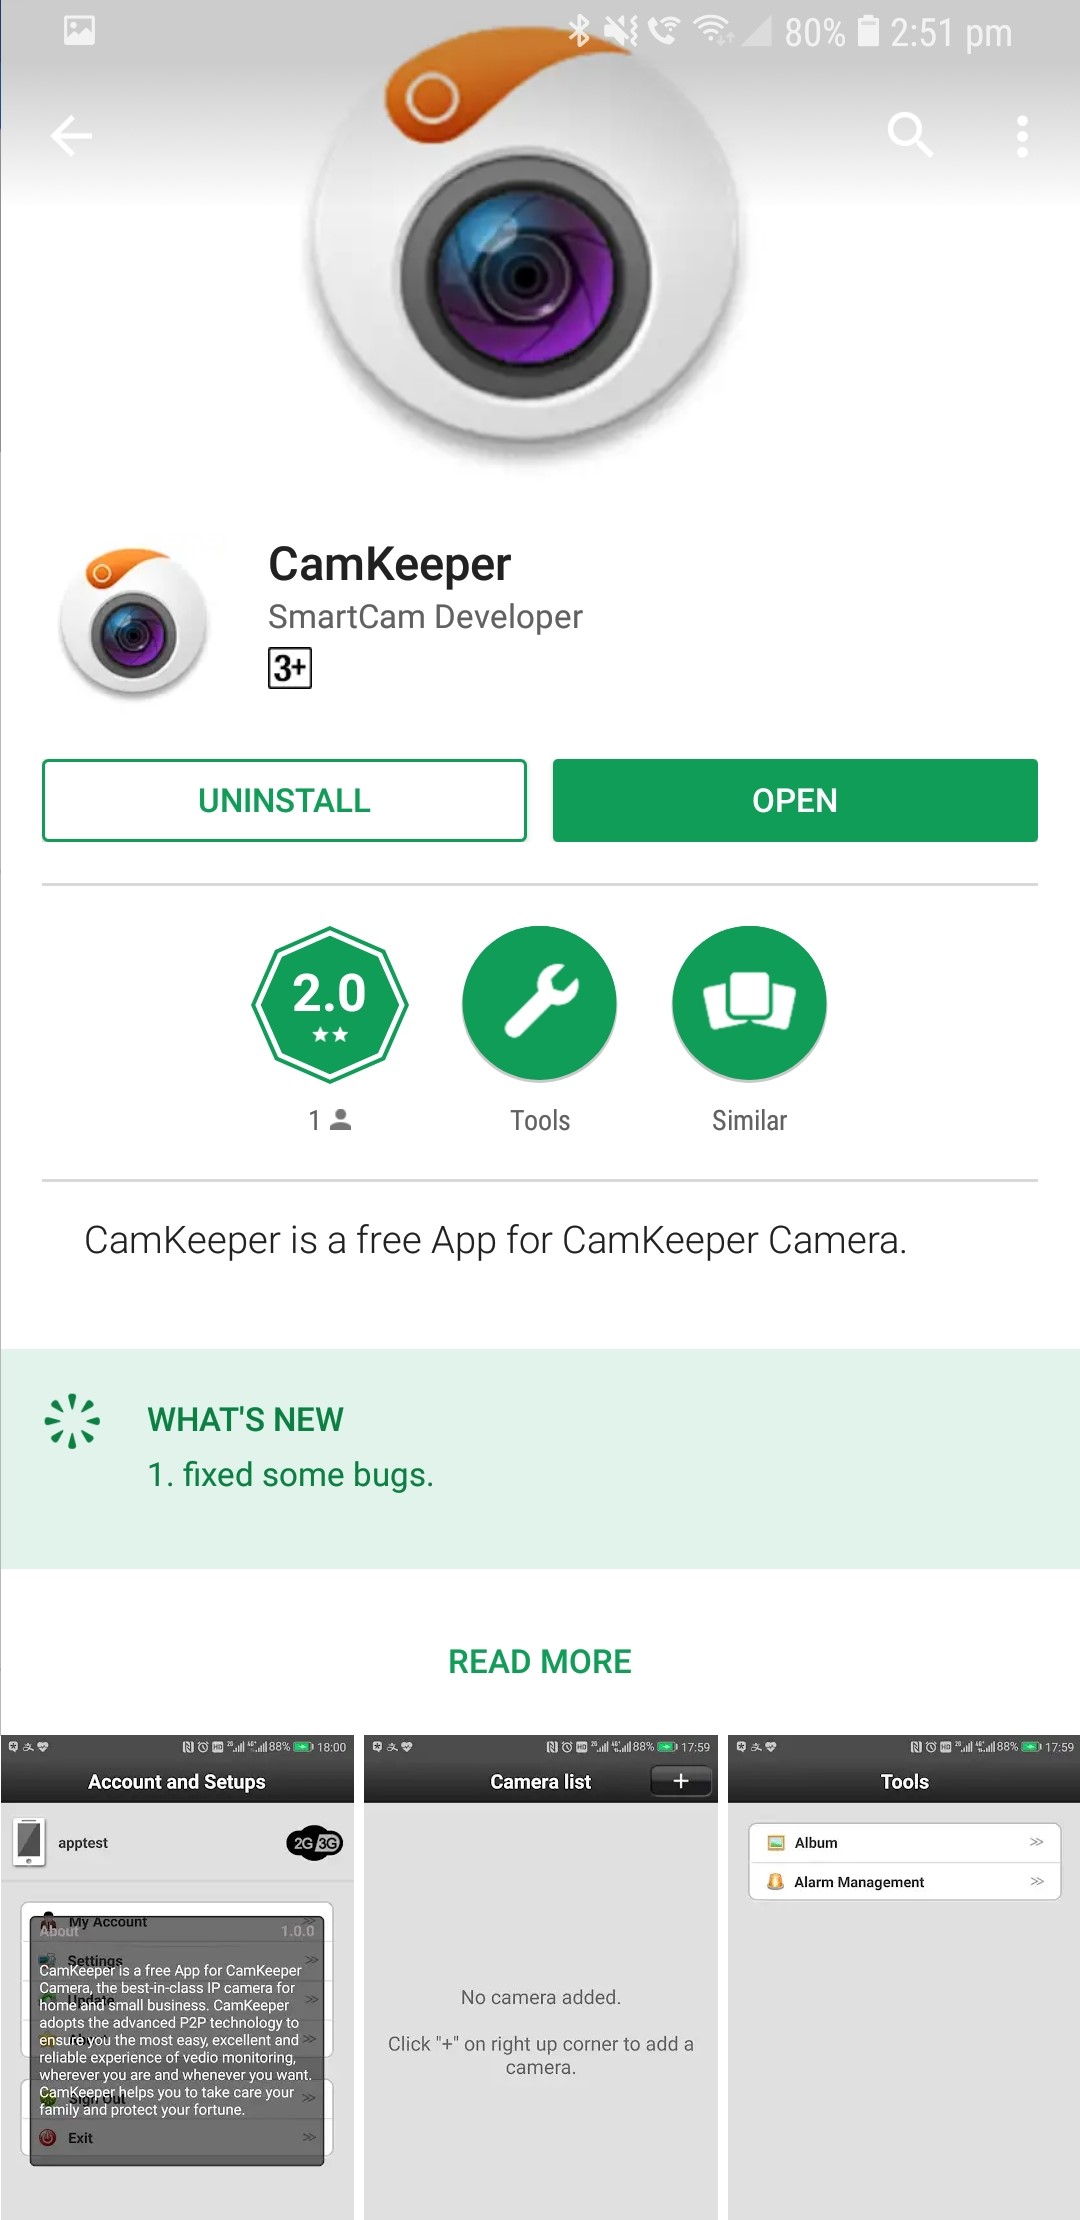 80% 2:51 pm
CamKeeper
SmartCam Developer
3+
UNINSTALL
OPEN
2.0
1
Tools
Similar
CamKeeper is a free App for CamKeeper Camera.
WHAT'S NEW
1. fixed some bugs.
READ MORE
88% 18:00
Account and Setups
apptest
2G 3G
My Account
About 1.0.0
Settings
CamKeeper is a free App for CamKeeper
Camera, the best-in-class IP camera for
Update
home and small business. CamKeeper
adopts the advanced P2P technology to
About
ensure you the most easy, excellent and
reliable experience of vedio monitoring,
wherever you are and whenever you want.
CamKeeper helps you to take care your
Sign Out
family and protect your fortune.
Exit
88% 17:59
Camera list
+
No camera added.
Click "+" on right up corner to add a
camera.
88% 17:59
Tools
Album
Alarm Management